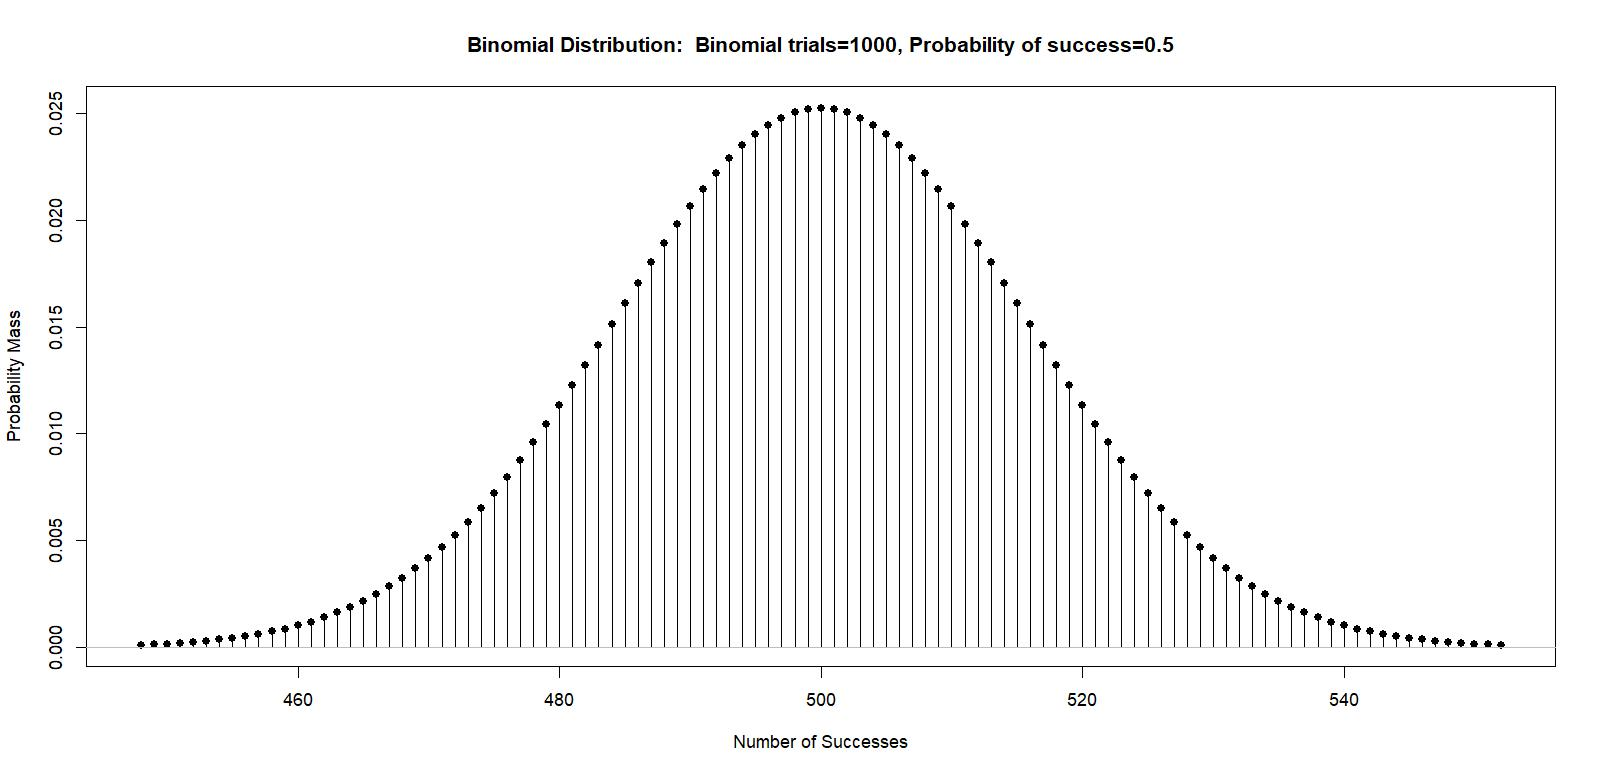 Binomial Distribution:  Binomial trials=1000, Probability of success=0.5
Probability Mass
0.025
0.020
0.015
0.010
0.005
0.000
460 480 500 520 540
Number of Successes